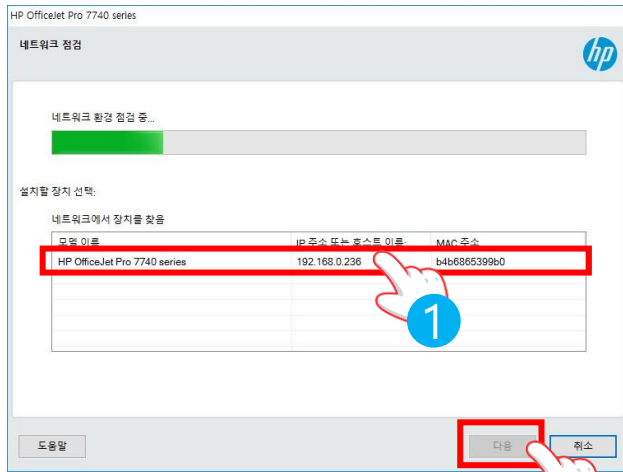 HP OfficeJet Pro 7740 series
네트워크 점검
hp
네트워크 환경 점검 중...
설치할 장치 선택:
네트워크에서 장치를 찾음
모델 이름 IP 주소 또는 호스트 이름: MAC 주소
HP OfficeJet Pro 7740 series 192.168.0.236 b4b6865399b0
1
도움말 다음 취소